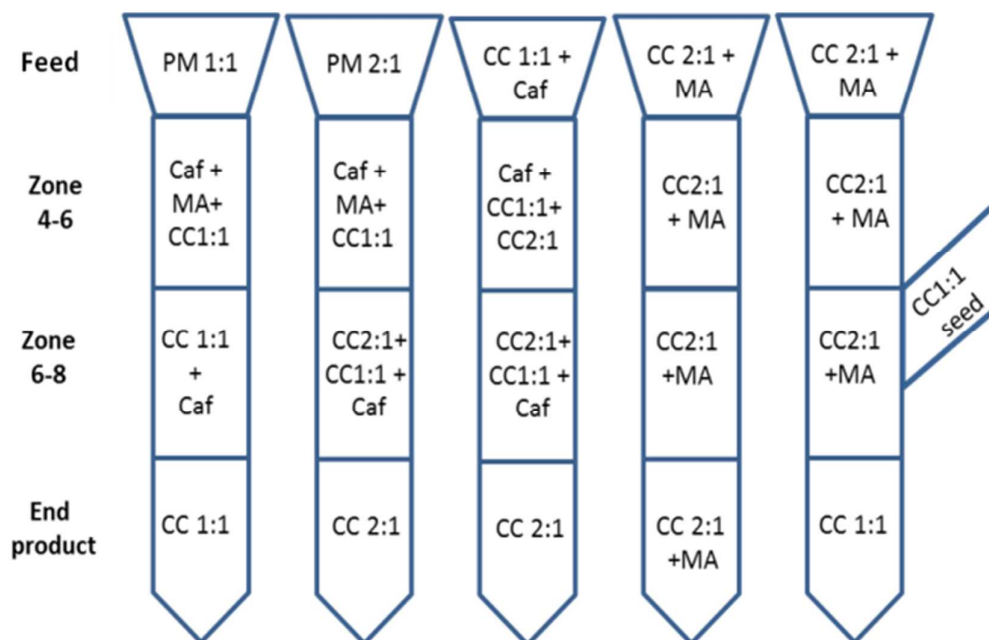 Feed
PM 1:1
PM 2:1
CC 1:1 +
Caf
CC 2:1 +
MA
CC 2:1 +
MA
Zone
4-6
Caf +
MA+
CC1:1
Caf +
MA+
CC1:1
Caf +
CC1:1+
CC2:1
CC2:1
+ MA
CC2:1
+ MA
CC1:1
seed
Zone
6-8
CC 1:1
+
Caf
CC2:1+
CC1:1 +
Caf
CC2:1+
CC1:1 +
Caf
CC2:1
+MA
CC2:1
+MA
End
product
CC 1:1
CC 2:1
CC 2:1
CC 2:1
+MA
CC 1:1